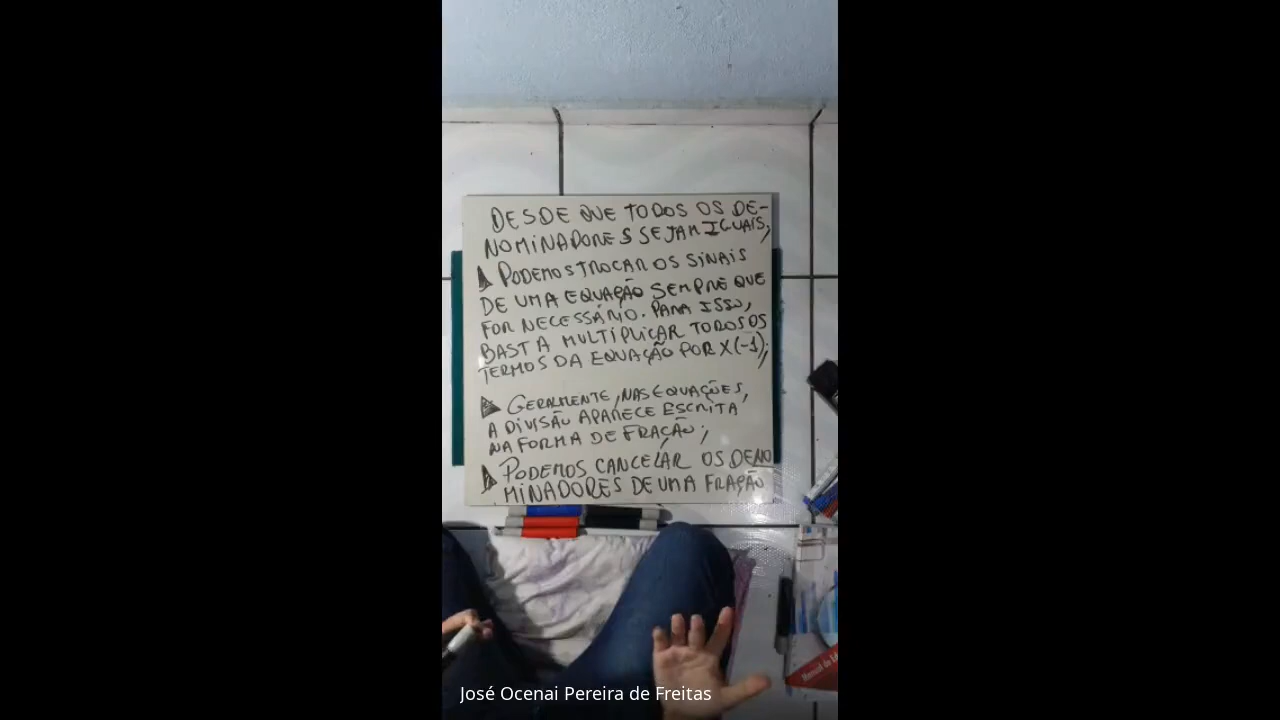 DESDE QUE TODOS OS DE-
NOMINADORES SEJAM IGUAIS;
PODEMOS TROCAR OS SINAIS
DE UMA EQUAÇÃO SEMPRE QUE
FOR NECESSÁRIO. PARA ISSO,
BASTA MULTIPLICAR TODOS OS
TERMOS DA EQUAÇÃO POR X(-1);
GERALMENTE, NAS EQUAÇÕES,
A DIVISÃO APARECE ESCRITA
NA FORMA DE FRAÇÃO;
PODEMOS CANCELAR OS DENO
MINADORES DE UMA FRAÇÃO
José Ocenai Pereira de Freitas